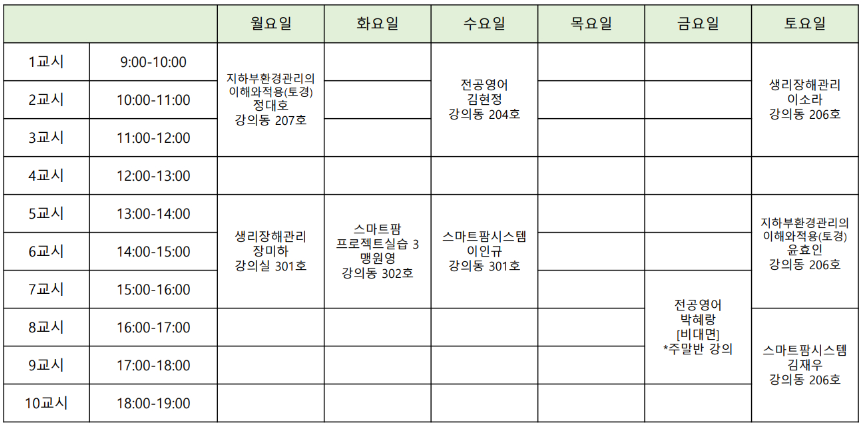 월요일 화요일 수요일 목요일 금요일 토요일
1교시 9:00-10:00
2교시 10:00-11:00
3교시 11:00-12:00
4교시 12:00-13:00
5교시 13:00-14:00
6교시 14:00-15:00
7교시 15:00-16:00
8교시 16:00-17:00
9교시 17:00-18:00
10교시 18:00-19:00
지하부환경관리의
이해와적용(토경)
정대호
강의동 207호
생리장해관리
장미하
강의실 301호
스마트팜
프로젝트실습 3
맹원영
강의동 302호
전공영어
김현정
강의동 204호
스마트팜시스템
이인규
강의동 301호
전공영어
박혜랑
[비대면]
*주말반 강의
생리장해관리
이소라
강의동 206호
지하부환경관리의
이해와적용(토경)
윤효인
강의동 206호
스마트팜시스템
김재우
강의동 206호